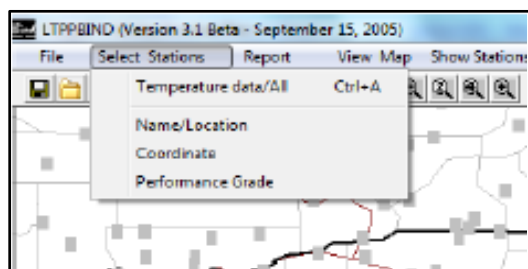 LTPPBIND (Version 3.1 Beta - September 15, 2005)
File Select Stations Report View Map Show Stations
Temperature data/All Ctrl+A
Name/Location
Coordinate
Performance Grade